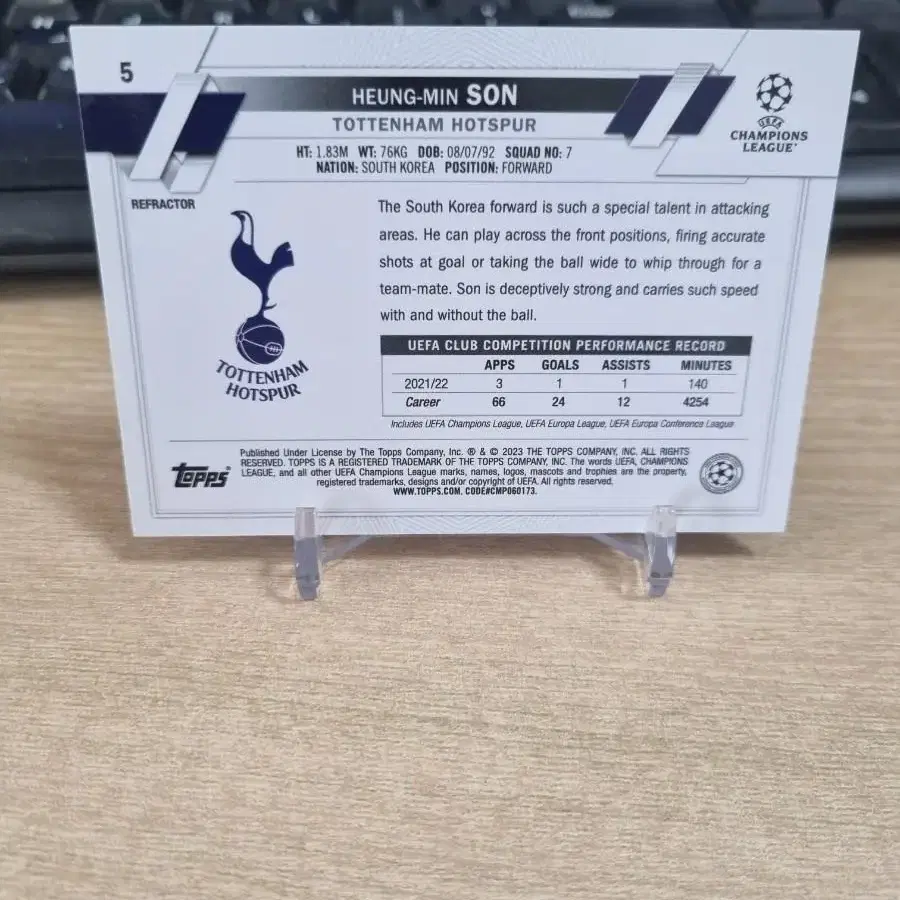 5
HEUNG-MIN SON
TOTTENHAM HOTSPUR
UEFA
CHAMPIONS
LEAGUE
HT: 1.83M WT: 76KG DOB: 08/07/92 SQUAD NO: 7
NATION: SOUTH KOREA POSITION: FORWARD
REFRACTOR
The South Korea forward is such a special talent in attacking
areas. He can play across the front positions, firing accurate
shots at goal or taking the ball wide to whip through for a
team-mate. Son is deceptively strong and carries such speed
with and without the ball.
TOTTENHAM
HOTSPUR
UEFA CLUB COMPETITION PERFORMANCE RECORD
APPS GOALS ASSISTS MINUTES
2021/22 3 1 1 140
Career 66 24 12 4254
Includes UEFA Champions League, UEFA Europa League, UEFA Europa Conference League
topps
Published Under License by The Topps Company, Inc. ® & © 2023 THE TOPPS COMPANY, INC. ALL RIGHTS
RESERVED. TOPPS IS A REGISTERED TRADEMARK OF THE TOPPS COMPANY, INC. The words UEFA, CHAMPIONS
LEAGUE, and all other UEFA Champions League marks, names, logos, mascots and trophies are the property,
registered trademarks, designs and/or copyright of UEFA. All rights reserved.
WWW.TOPPS.COM. CODE#CMP060173.